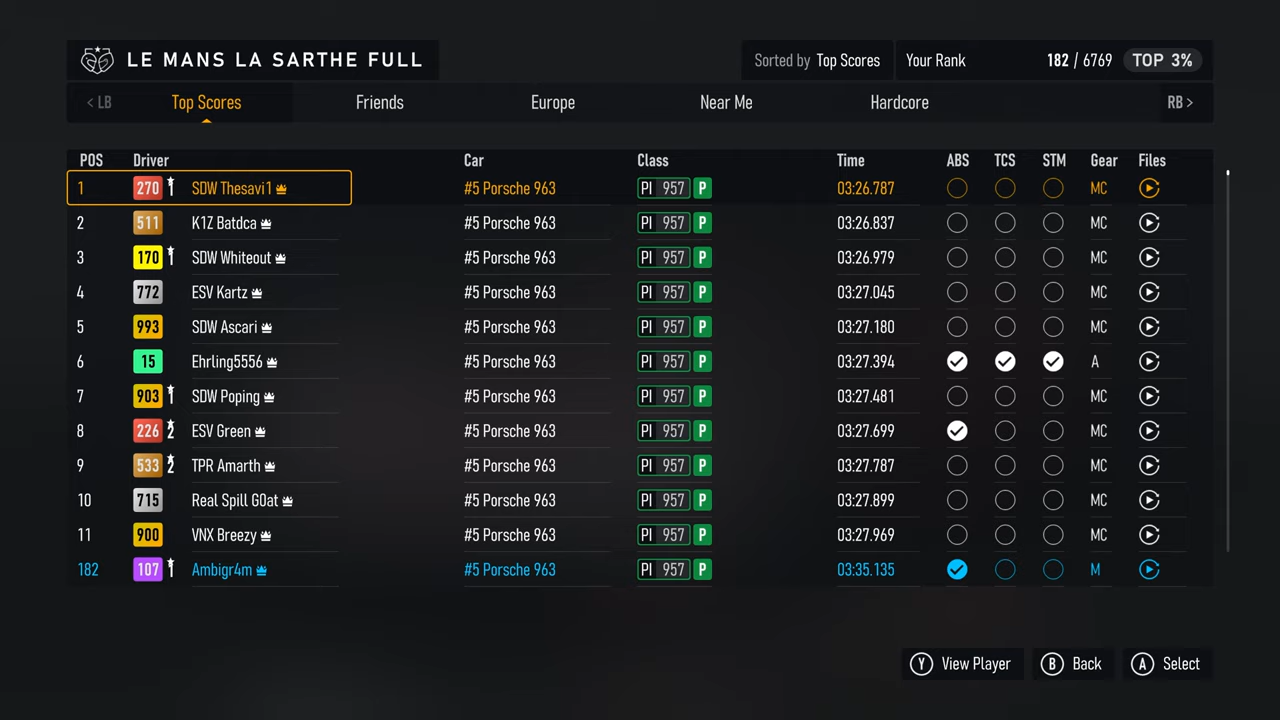 LE MANS LA SARTHE FULL Sorted by Top Scores Your Rank 182 / 6769 TOP 3%
< LB Top Scores Friends Europe Near Me Hardcore RB >
POS Driver Car Class Time ABS TCS STM Gear Files
1 270 1 SDW Thesavi1 #5 Porsche 963 PI 957 P 03:26.787 MC
2 511 K1Z Batdca #5 Porsche 963 PI 957 P 03:26.837 MC
3 170 1 SDW Whiteout #5 Porsche 963 PI 957 P 03:26.979 MC
4 772 ESV Kartz #5 Porsche 963 PI 957 P 03:27.045 MC
5 993 SDW Ascari #5 Porsche 963 PI 957 P 03:27.180 MC
6 15 Ehrling5556 #5 Porsche 963 PI 957 P 03:27.394 A
7 903 1 SDW Poping #5 Porsche 963 PI 957 P 03:27.481 MC
8 226 2 ESV Green #5 Porsche 963 PI 957 P 03:27.699 MC
9 533 2 TPR Amarth #5 Porsche 963 PI 957 P 03:27.787 MC
10 715 Real Spill G0at #5 Porsche 963 PI 957 P 03:27.899 MC
11 900 VNX Breezy #5 Porsche 963 PI 957 P 03:27.969 MC
182 107 1 Ambigr4m #5 Porsche 963 PI 957 P 03:35.135 M
Y View Player B Back A Select